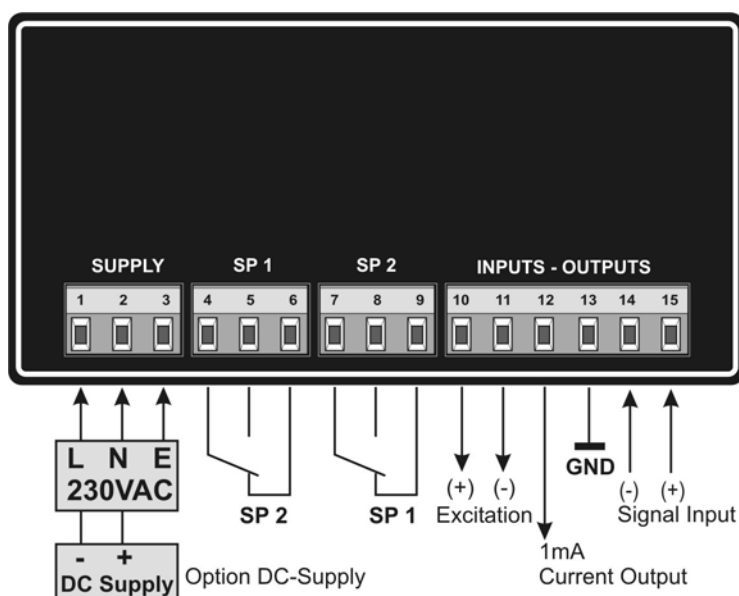 SUPPLY SP 1 SP 2 INPUTS - OUTPUTS
1 2 3 4 5 6 7 8 9 10 11 12 13 14 15
L N E
230VAC
SP 2
SP 1
(+) (-)
Excitation
GND
(-) (+)
Signal Input
1mA
Current Output
- +
DC Supply
Option DC-Supply